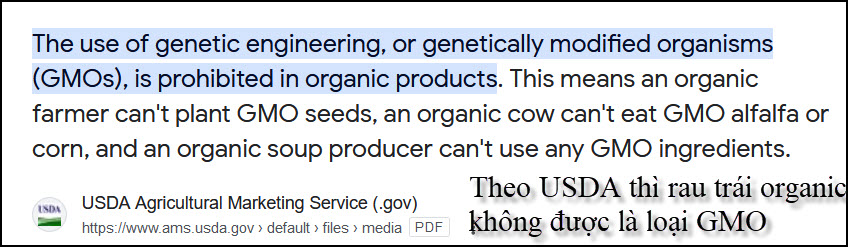 The use of genetic engineering, or genetically modified organisms
(GMOs), is prohibited in organic products. This means an organic
farmer can't plant GMO seeds, an organic cow can't eat GMO alfalfa or
corn, and an organic soup producer can't use any GMO ingredients.
USDA
USDA Agricultural Marketing Service (.gov)
https://www.ams.usda.gov › default › files › media PDF
Theo USDA thì rau trái organic
không được là loại GMO